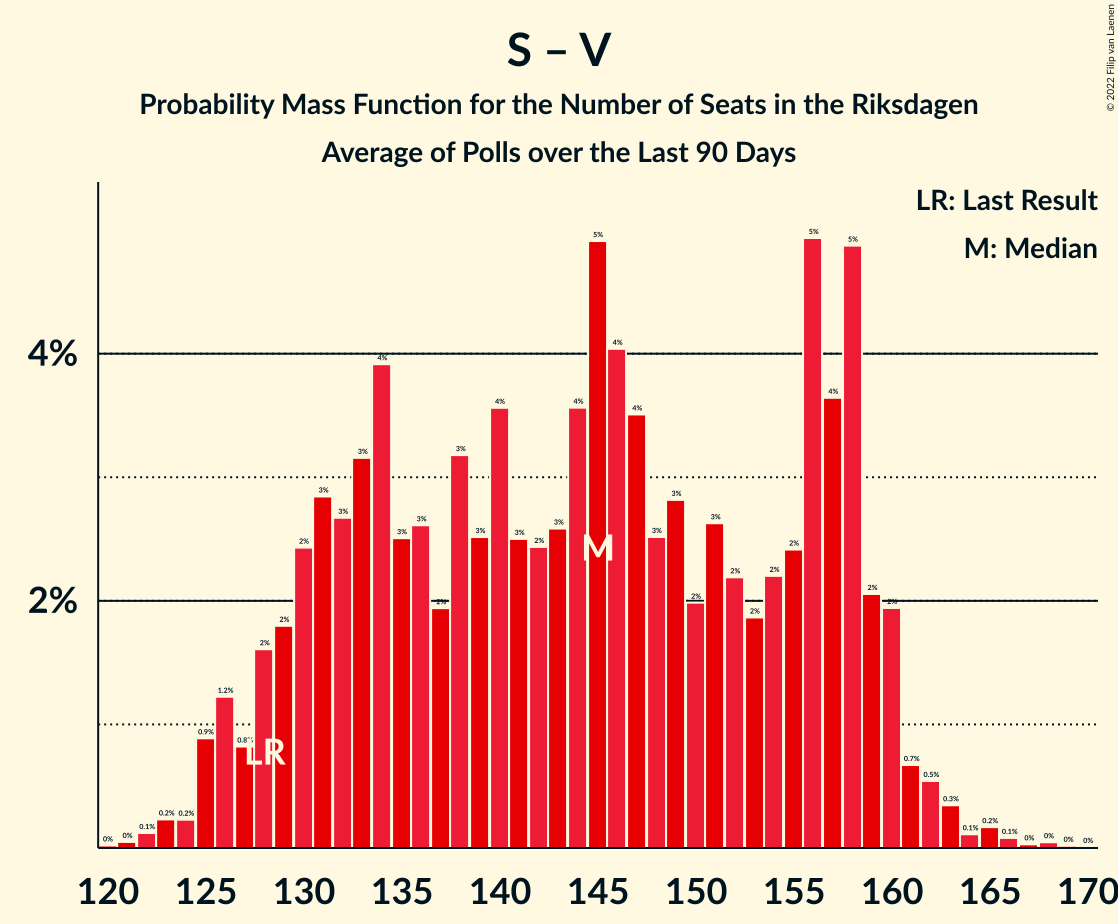 S – V
Probability Mass Function for the Number of Seats in the Riksdagen
Average of Polls over the Last 90 Days
© 2022 Filip van Laenen
LR: Last Result
M: Median
4%
2%
0% 0% 0.1% 0.2% 0.2% 0.9% 1.2% 0.8% 2% 2% 2% 3% 3% 3% 4% 3% 3% 2% 3% 3% 4% 3% 2% 3% 4% 5% 4% 4% 3% 3% 2% 3% 2% 2% 2% 2% 5% 4% 5% 2% 2% 0.7% 0.5% 0.3% 0.1% 0.2% 0.1% 0% 0% 0% 0%
LR
M
120 125 130 135 140 145 150 155 160 165 170